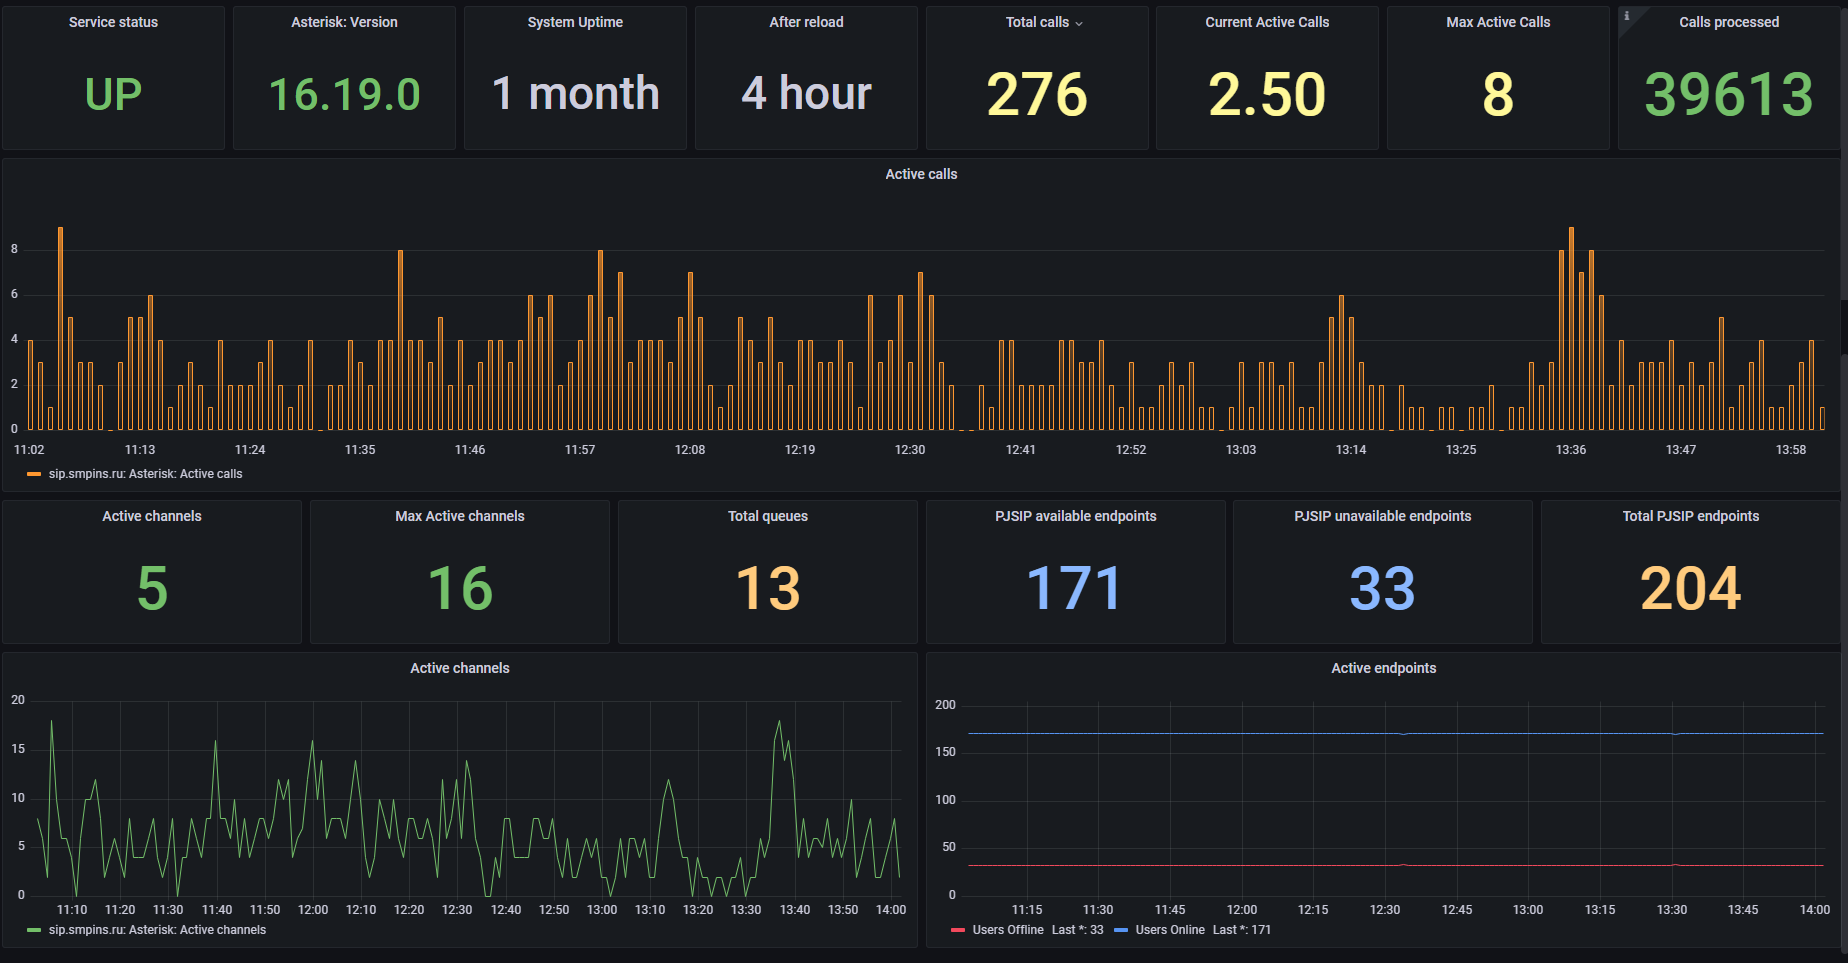 Service status
UP
Asterisk: Version
16.19.0
System Uptime
1 month
After reload
4 hour
Total calls
276
Current Active Calls
2.50
Max Active Calls
8
i
Calls processed
39613
Active calls
8
6
4
2
0
11:02 11:13 11:24 11:35 11:46 11:57 12:08 12:19 12:30 12:41 12:52 13:03 13:14 13:25 13:36 13:47 13:58
sip.smpins.ru: Asterisk: Active calls
Active channels
5
Max Active channels
16
Total queues
13
PJSIP available endpoints
171
PJSIP unavailable endpoints
33
Total PJSIP endpoints
204
Active channels
20
15
10
5
0
11:10 11:20 11:30 11:40 11:50 12:00 12:10 12:20 12:30 12:40 12:50 13:00 13:10 13:20 13:30 13:40 13:50 14:00
sip.smpins.ru: Asterisk: Active channels
Active endpoints
200
150
100
50
0
11:15 11:30 11:45 12:00 12:15 12:30 12:45 13:00 13:15 13:30 13:45 14:00
Users Offline Last *: 33 Users Online Last *: 171